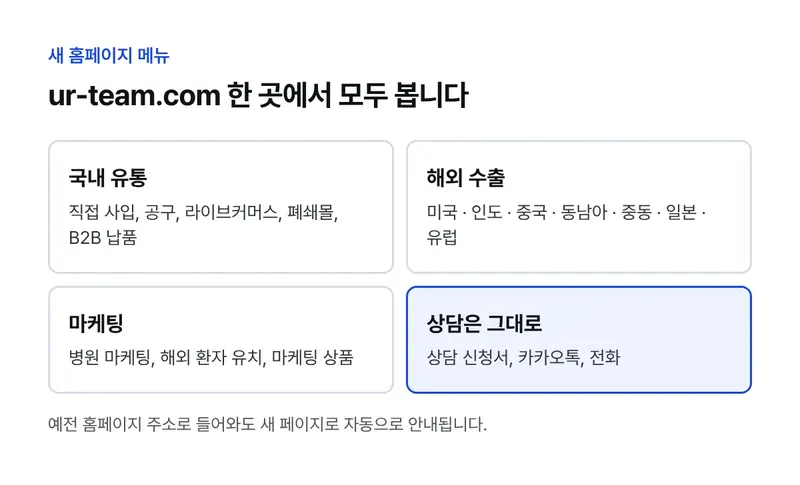 새 홈페이지 메뉴
ur-team.com 한 곳에서 모두 봅니다
국내 유통
직접 사입, 공구, 라이브커머스, 폐쇄몰,
B2B 납품
해외 수출
미국 · 인도 · 중국 · 동남아 · 중동 · 일본 ·
유럽
마케팅
병원 마케팅, 해외 환자 유치, 마케팅 상품
상담은 그대로
상담 신청서, 카카오톡, 전화
예전 홈페이지 주소로 들어와도 새 페이지로 자동으로 안내됩니다.